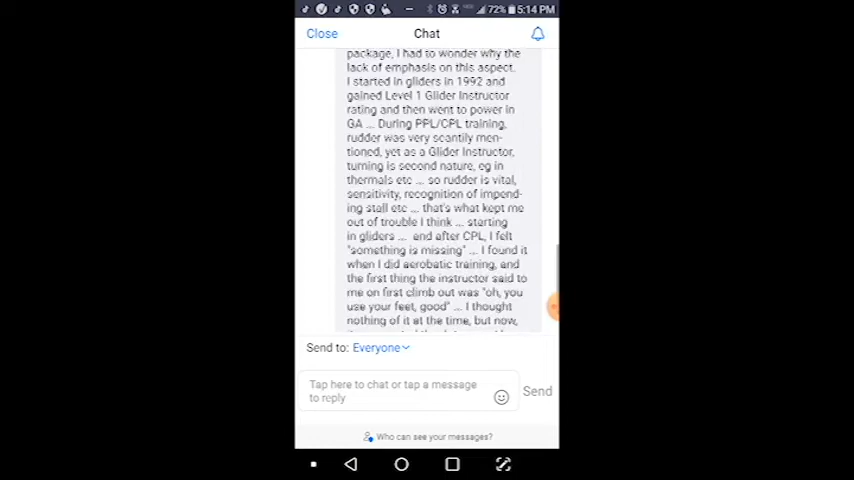 72% 5:14 PM
Close Chat
package, I had to wonder why the
lack of emphasis on this aspect.
I started in gliders in 1992 and
gained Level 1 Glider Instructor
rating and then went to power in
GA ... During PPL/CPL training,
rudder was very scantily men-
tioned, yet as a Glider Instructor,
turning is second nature, eg in
thermals etc ... so rudder is vital,
sensitivity, recognition of impend-
ing stall etc ... that's what kept me
out of trouble I think ... starting
in gliders ... and after CPL, I felt
"something is missing" ... I found it
when I did aerobatic training, and
the first thing the instructor said to
me on first climb out was "oh, you
use your feet, good" ... I thought
nothing of it at the time, but now,
Send to: Everyone
Tap here to chat or tap a message
to reply
Send
Who can see your messages?